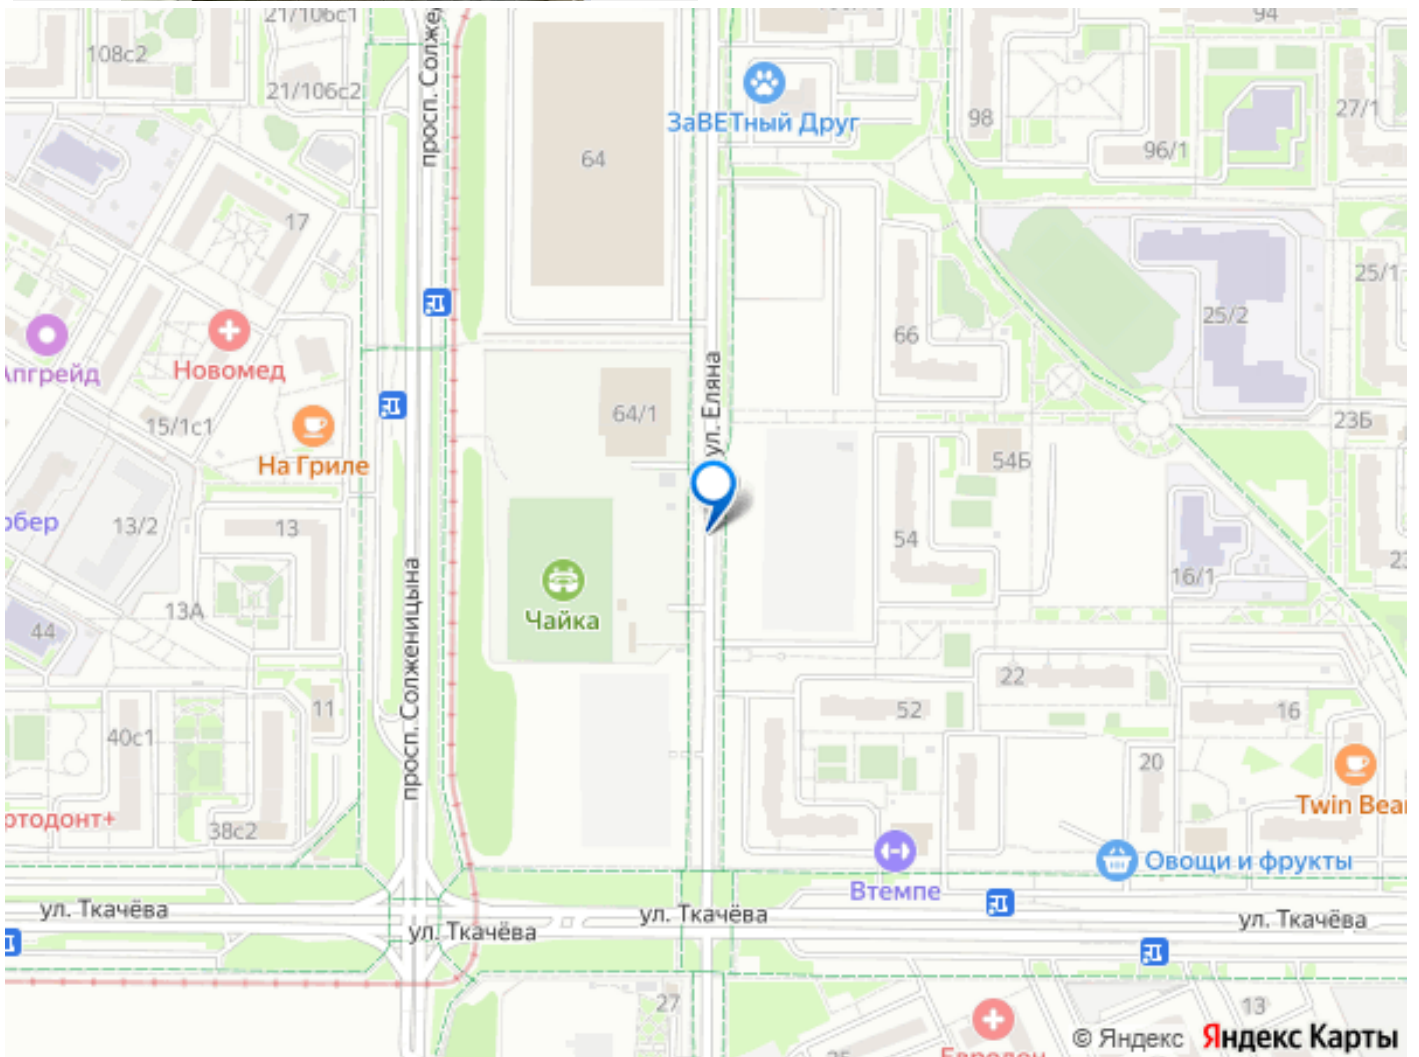 21/106с1
94
108с2
просп. Солже
21/106с2
ЗаВЕТный Друг
98
27/1
64
96/1
17
25/1
25/2
Новомед
66
Апгрейд
ул. Еляна
64/1
15/1с1
23Б
На Гриле
54Б
13/2
13
54
16/1
13А
Чайка
44
просп. Солженицына
22
11
52
16
40с1
20
Twin Bear
ртодонт+
38с2
Овощи и фрукты
Втемпе
ул. Ткачёва
ул. Ткачёва
ул. Ткачёва
ул. Ткачёва
27
13
© Яндекс Яндекс Карты